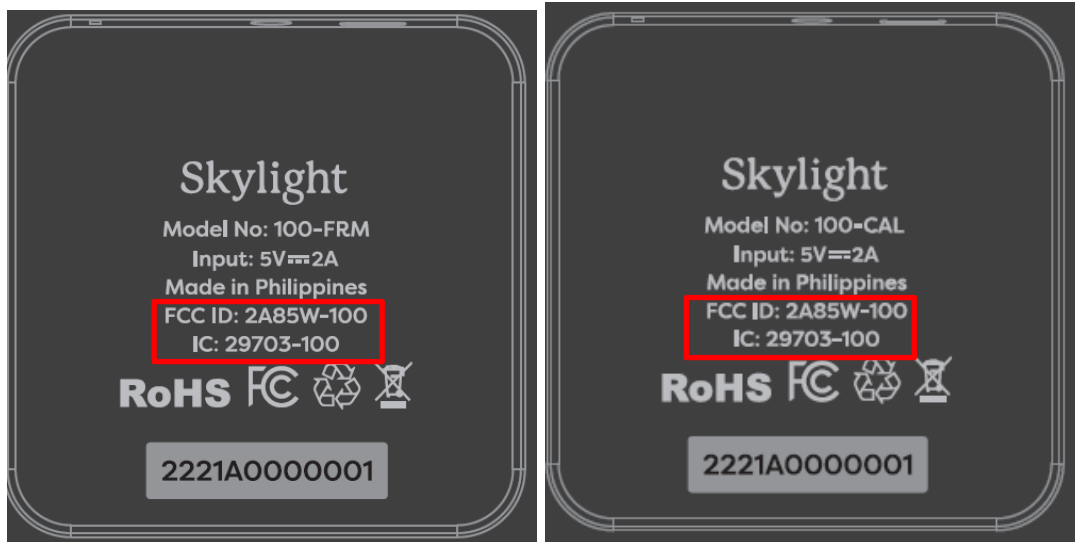 Skylight
Model No: 100-FRM
Input: 5V⎓2A
Made in Philippines
FCC ID: 2A85W-100
IC: 29703-100
RoHS FC
2221A0000001
Skylight
Model No: 100-CAL
Input: 5V⎓2A
Made in Philippines
FCC ID: 2A85W-100
IC: 29703-100
RoHS FC
2221A0000001